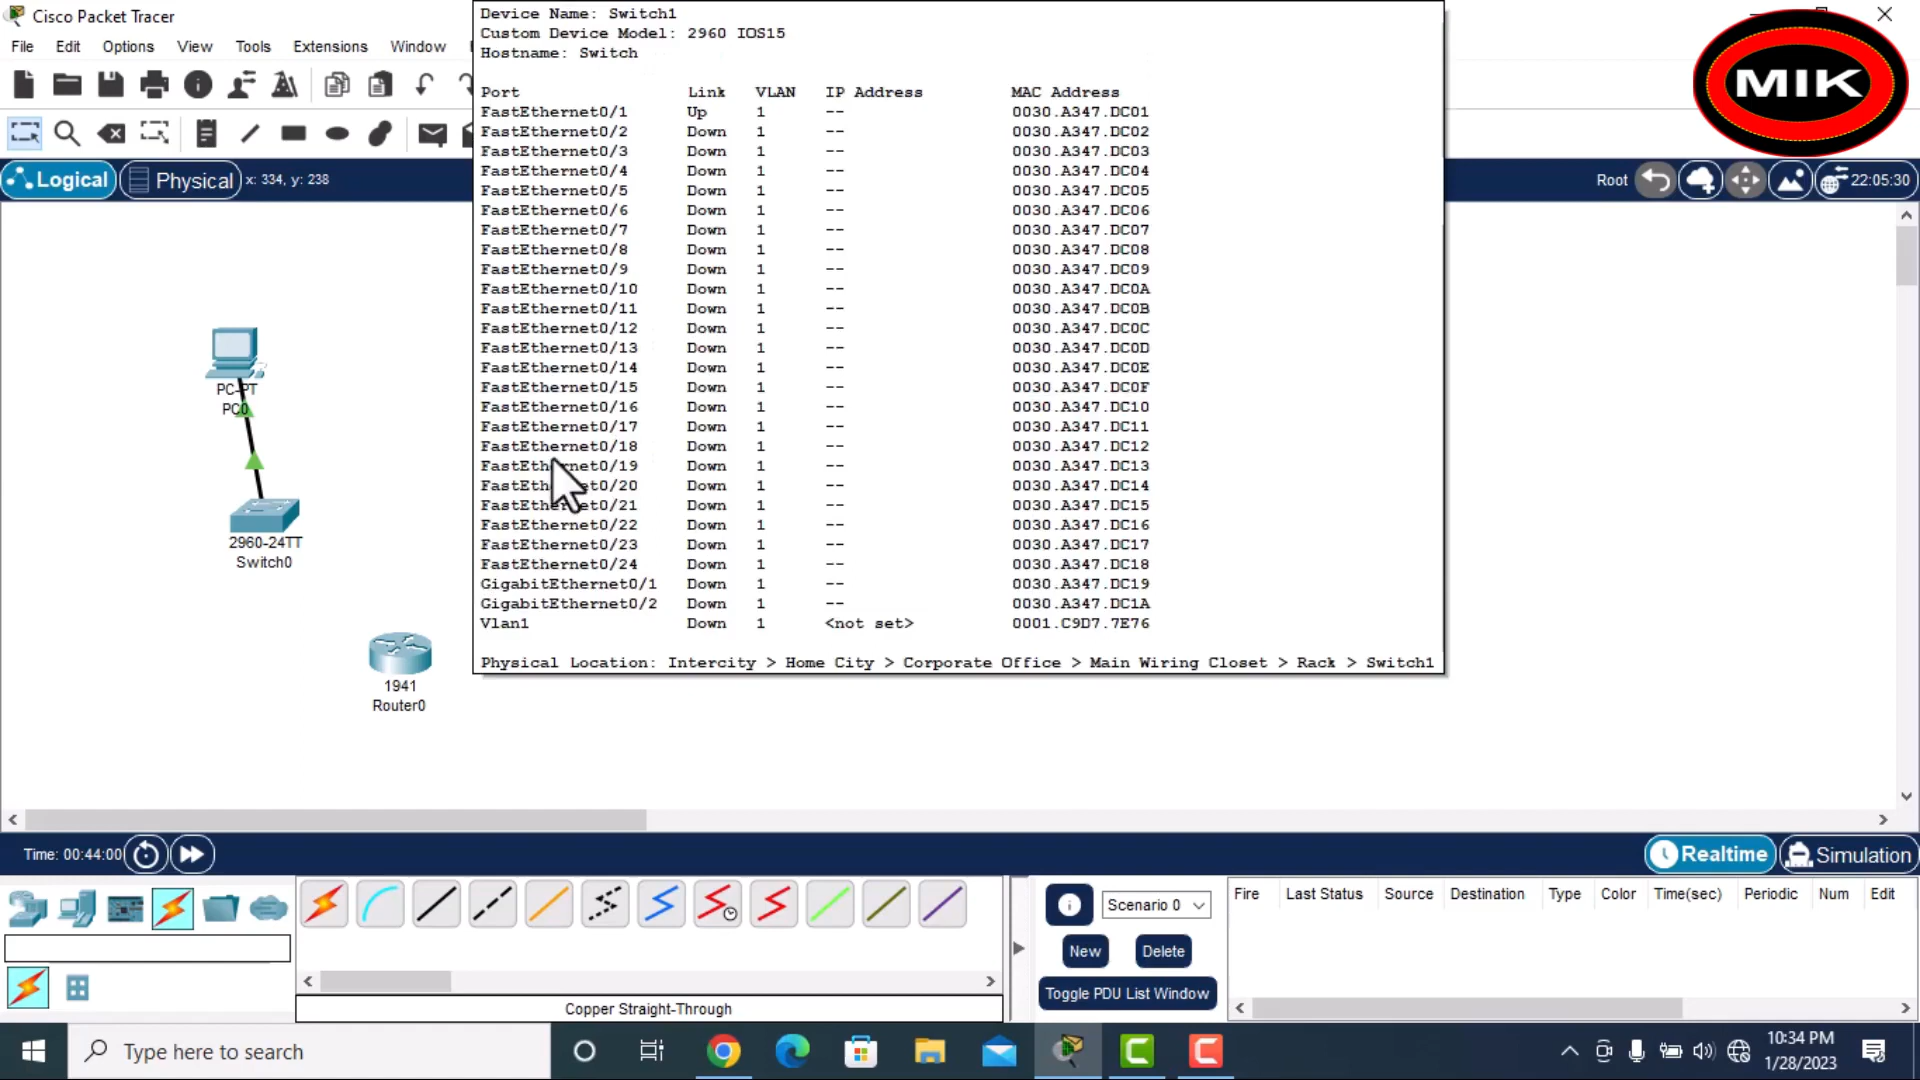 Cisco Packet Tracer
File Edit Options View Tools Extensions Window
MIK
Logical Physical x: 334, y: 238
Root 22:05:30
Device Name: Switch1
Custom Device Model: 2960 IOS15
Hostname: Switch
Port Link VLAN IP Address MAC Address
FastEthernet0/1 Up 1 -- 0030.A347.DC01
FastEthernet0/2 Down 1 -- 0030.A347.DC02
FastEthernet0/3 Down 1 -- 0030.A347.DC03
FastEthernet0/4 Down 1 -- 0030.A347.DC04
FastEthernet0/5 Down 1 -- 0030.A347.DC05
FastEthernet0/6 Down 1 -- 0030.A347.DC06
FastEthernet0/7 Down 1 -- 0030.A347.DC07
FastEthernet0/8 Down 1 -- 0030.A347.DC08
FastEthernet0/9 Down 1 -- 0030.A347.DC09
FastEthernet0/10 Down 1 -- 0030.A347.DC0A
FastEthernet0/11 Down 1 -- 0030.A347.DC0B
FastEthernet0/12 Down 1 -- 0030.A347.DC0C
FastEthernet0/13 Down 1 -- 0030.A347.DC0D
FastEthernet0/14 Down 1 -- 0030.A347.DC0E
FastEthernet0/15 Down 1 -- 0030.A347.DC0F
FastEthernet0/16 Down 1 -- 0030.A347.DC10
FastEthernet0/17 Down 1 -- 0030.A347.DC11
FastEthernet0/18 Down 1 -- 0030.A347.DC12
FastEthernet0/19 Down 1 -- 0030.A347.DC13
FastEthernet0/20 Down 1 -- 0030.A347.DC14
FastEthernet0/21 Down 1 -- 0030.A347.DC15
FastEthernet0/22 Down 1 -- 0030.A347.DC16
FastEthernet0/23 Down 1 -- 0030.A347.DC17
FastEthernet0/24 Down 1 -- 0030.A347.DC18
GigabitEthernet0/1 Down 1 -- 0030.A347.DC19
GigabitEthernet0/2 Down 1 -- 0030.A347.DC1A
Vlan1 Down 1 <not set> 0001.C9D7.7E76
Physical Location: Intercity > Home City > Corporate Office > Main Wiring Closet > Rack > Switch1
PC-PT
PC0
2960-24TT
Switch0
1941
Router0
Time: 00:44:00
Realtime Simulation
Scenario 0
New Delete
Toggle PDU List Window
Fire Last Status Source Destination Type Color Time(sec) Periodic Num Edit
Copper Straight-Through
Type here to search
10:34 PM
1/28/2023